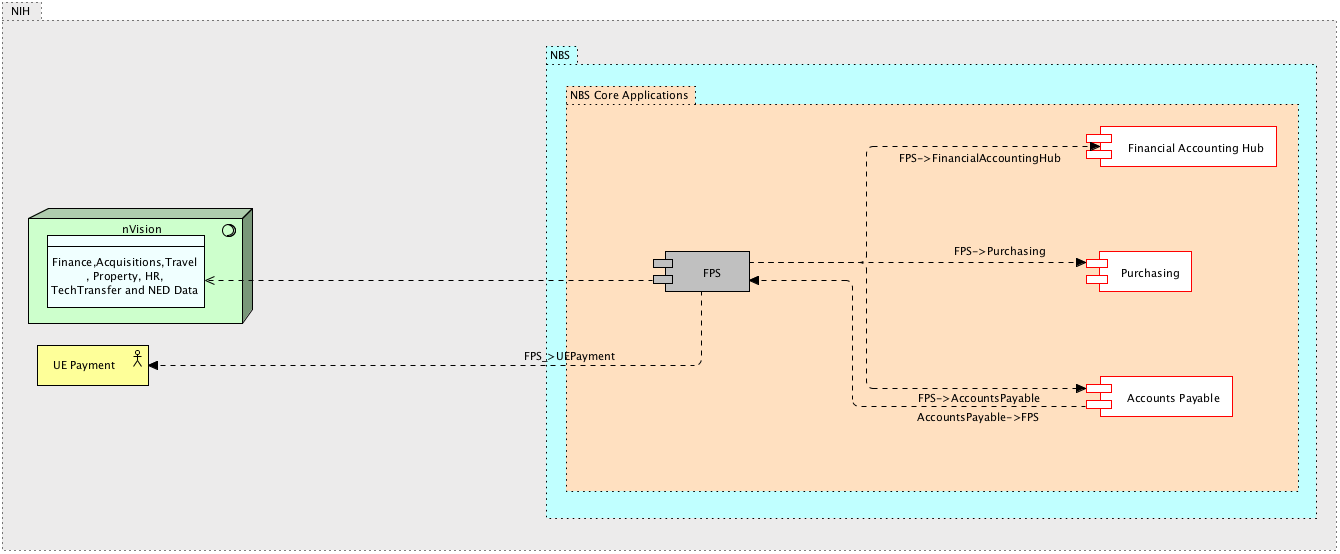 NIH
NBS
NBS Core Applications
Financial Accounting Hub
FPS->FinancialAccountingHub
nVision
Finance,Acquisitions,Travel
, Property, HR,
TechTransfer and NED Data
FPS
FPS->Purchasing
Purchasing
UE Payment
FPS_>UEPayment
FPS->AccountsPayable
AccountsPayable->FPS
Accounts Payable